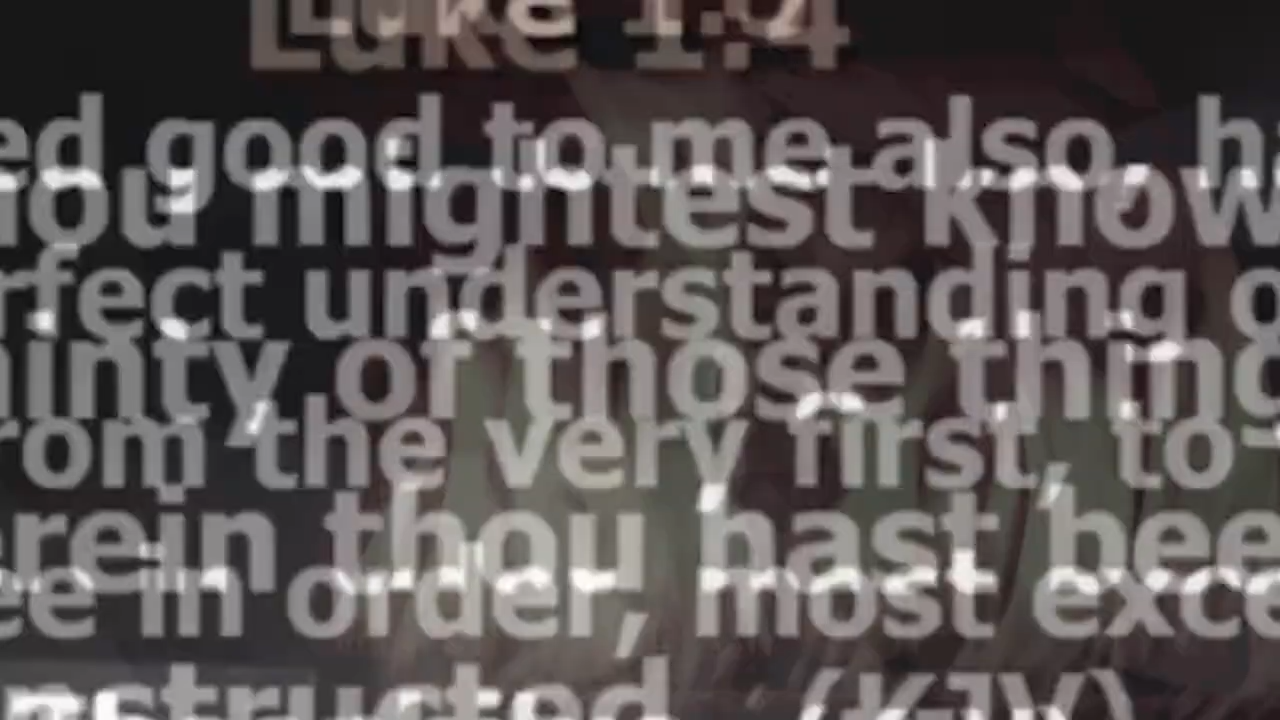 Luke 1:4
ed good to me also, h
hou mightest know
rfect understanding o
ainty of those thing
rom the very first, to
erein thou hast bee
ee in order, most exce
nstructed. (KJV)